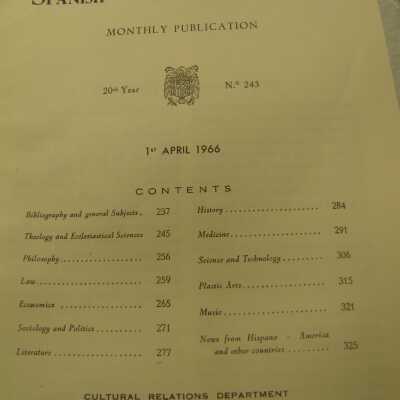 SPANISH
MONTHLY PUBLICATION
20th Year N.º 243
1st APRIL 1966
CONTENTS
Bibliography and general Subjects. 237
Theology and Ecclesiastical Sciences 245
Philosophy 256
Law 259
Economics 265
Sociology and Politics 271
Literature 277
History 284
Medicine 291
Science and Technology 306
Plastic Arts 315
Music 321
News from Hispano - America
and other countries 325
CULTURAL RELATIONS DEPARTMENT